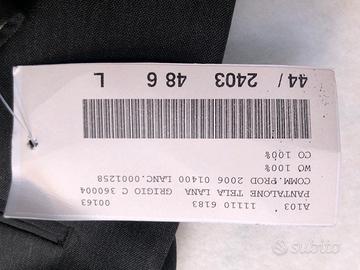 A103 11110 6183 00163
PANTALONE TELA LANA GRIGIO C 360004
COMM.PROD 2006 01400 LANC.0001258
WO 100%
CO 100%
44/ 2403 48 6 L
subito